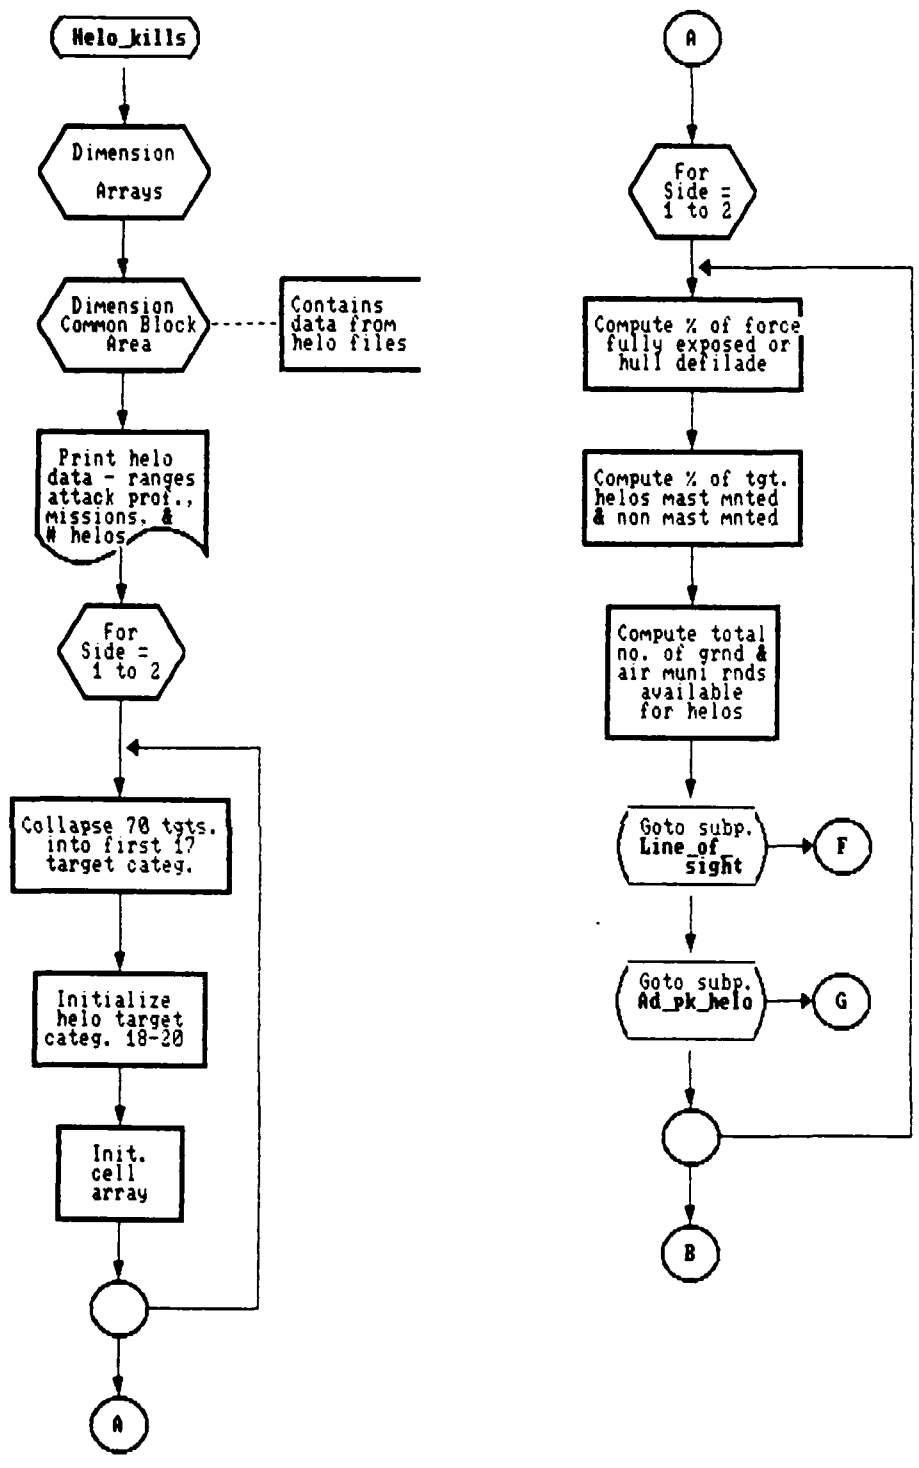 Helo_kills
Dimension
Arrays
Dimension
Common Block
Area
Contains
data from
helo files
Print helo
data - ranges
attack prof.,
missions, &
# helos
For
Side =
1 to 2
Collapse 70 tgts.
into first 17
target categ.
Initialize
helo target
categ. 18-20
Init.
cell
array
A
A
For
Side =
1 to 2
Compute % of force
fully exposed or
hull defilade
Compute % of tgt.
helos mast mnted
& non mast mnted
Compute total
no. of grnd &
air muni rnds
available
for helos
Goto subp.
Line_of_
sight
F
Goto subp.
Ad_pk_helo
G
B